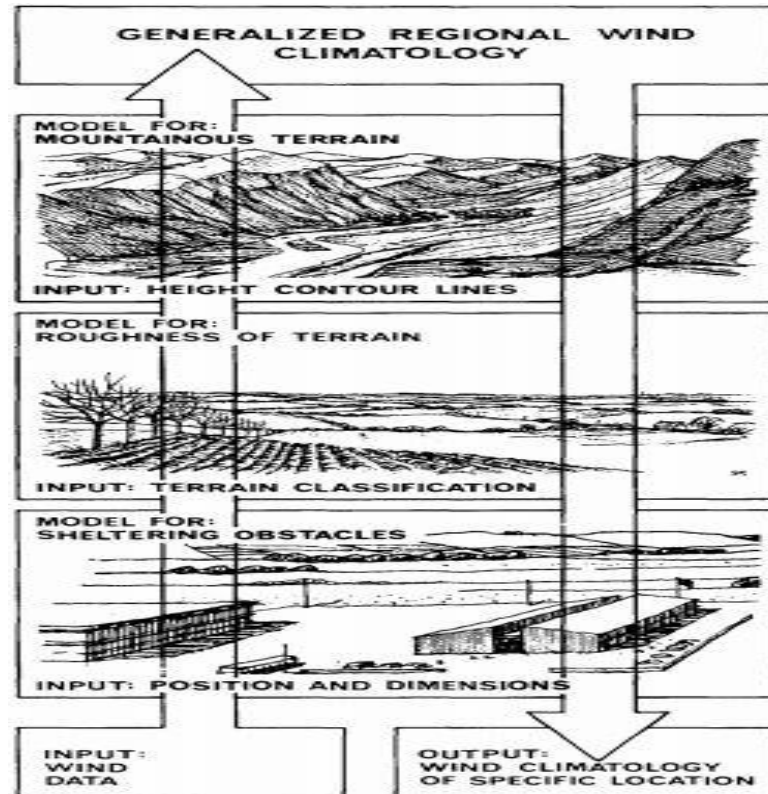 GENERALIZED REGIONAL WIND
CLIMATOLOGY
MODEL FOR:
MOUNTAINOUS TERRAIN
INPUT: HEIGHT CONTOUR LINES
MODEL FOR:
ROUGHNESS OF TERRAIN
INPUT: TERRAIN CLASSIFICATION
MODEL FOR:
SHELTERING OBSTACLES
INPUT: POSITION AND DIMENSIONS
INPUT:
WIND
DATA
OUTPUT:
WIND CLIMATOLOGY
OF SPECIFIC LOCATION